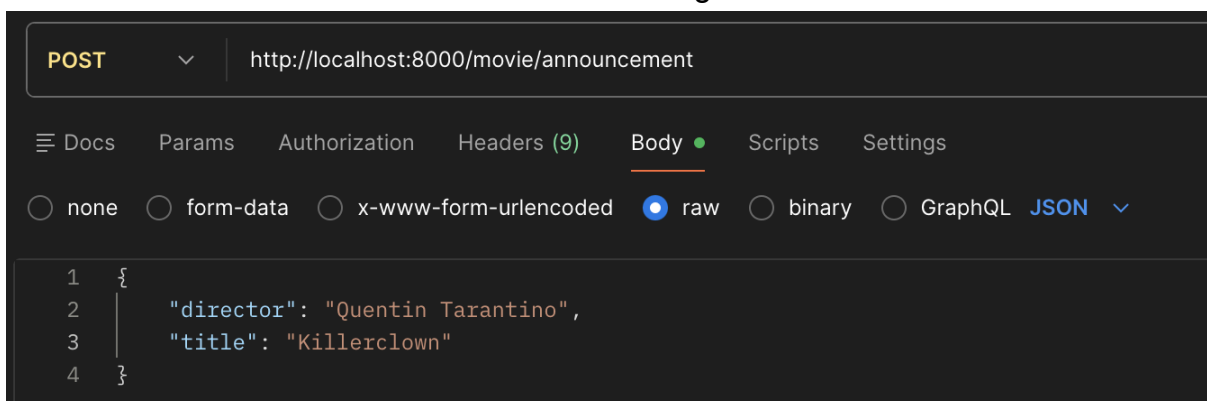 g
POST http://localhost:8000/movie/announcement
Docs Params Authorization Headers (9) Body Scripts Settings
none form-data x-www-form-urlencoded raw binary GraphQL JSON
1 {
2 "director": "Quentin Tarantino",
3 "title": "Killerclown"
4 }